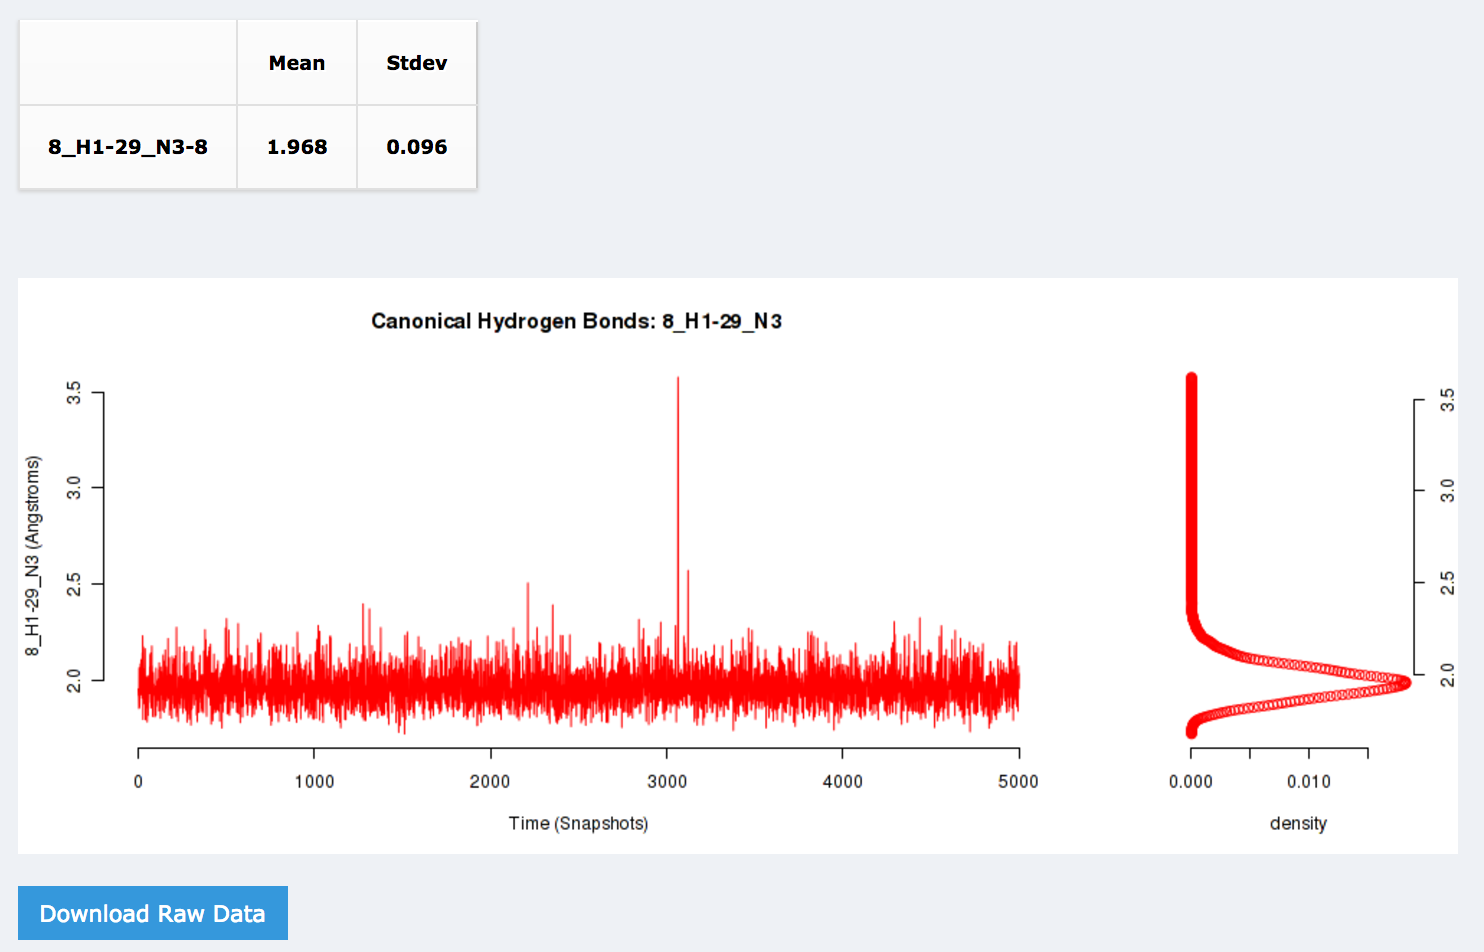 Mean Stdev
8_H1-29_N3-8 1.968 0.096
Canonical Hydrogen Bonds: 8_H1-29_N3
8_H1-29_N3 (Angstroms)
3.5
3.0
2.5
2.0
0 1000 2000 3000 4000 5000
Time (Snapshots)
3.5
3.0
2.5
2.0
0.000 0.010
density
Download Raw Data